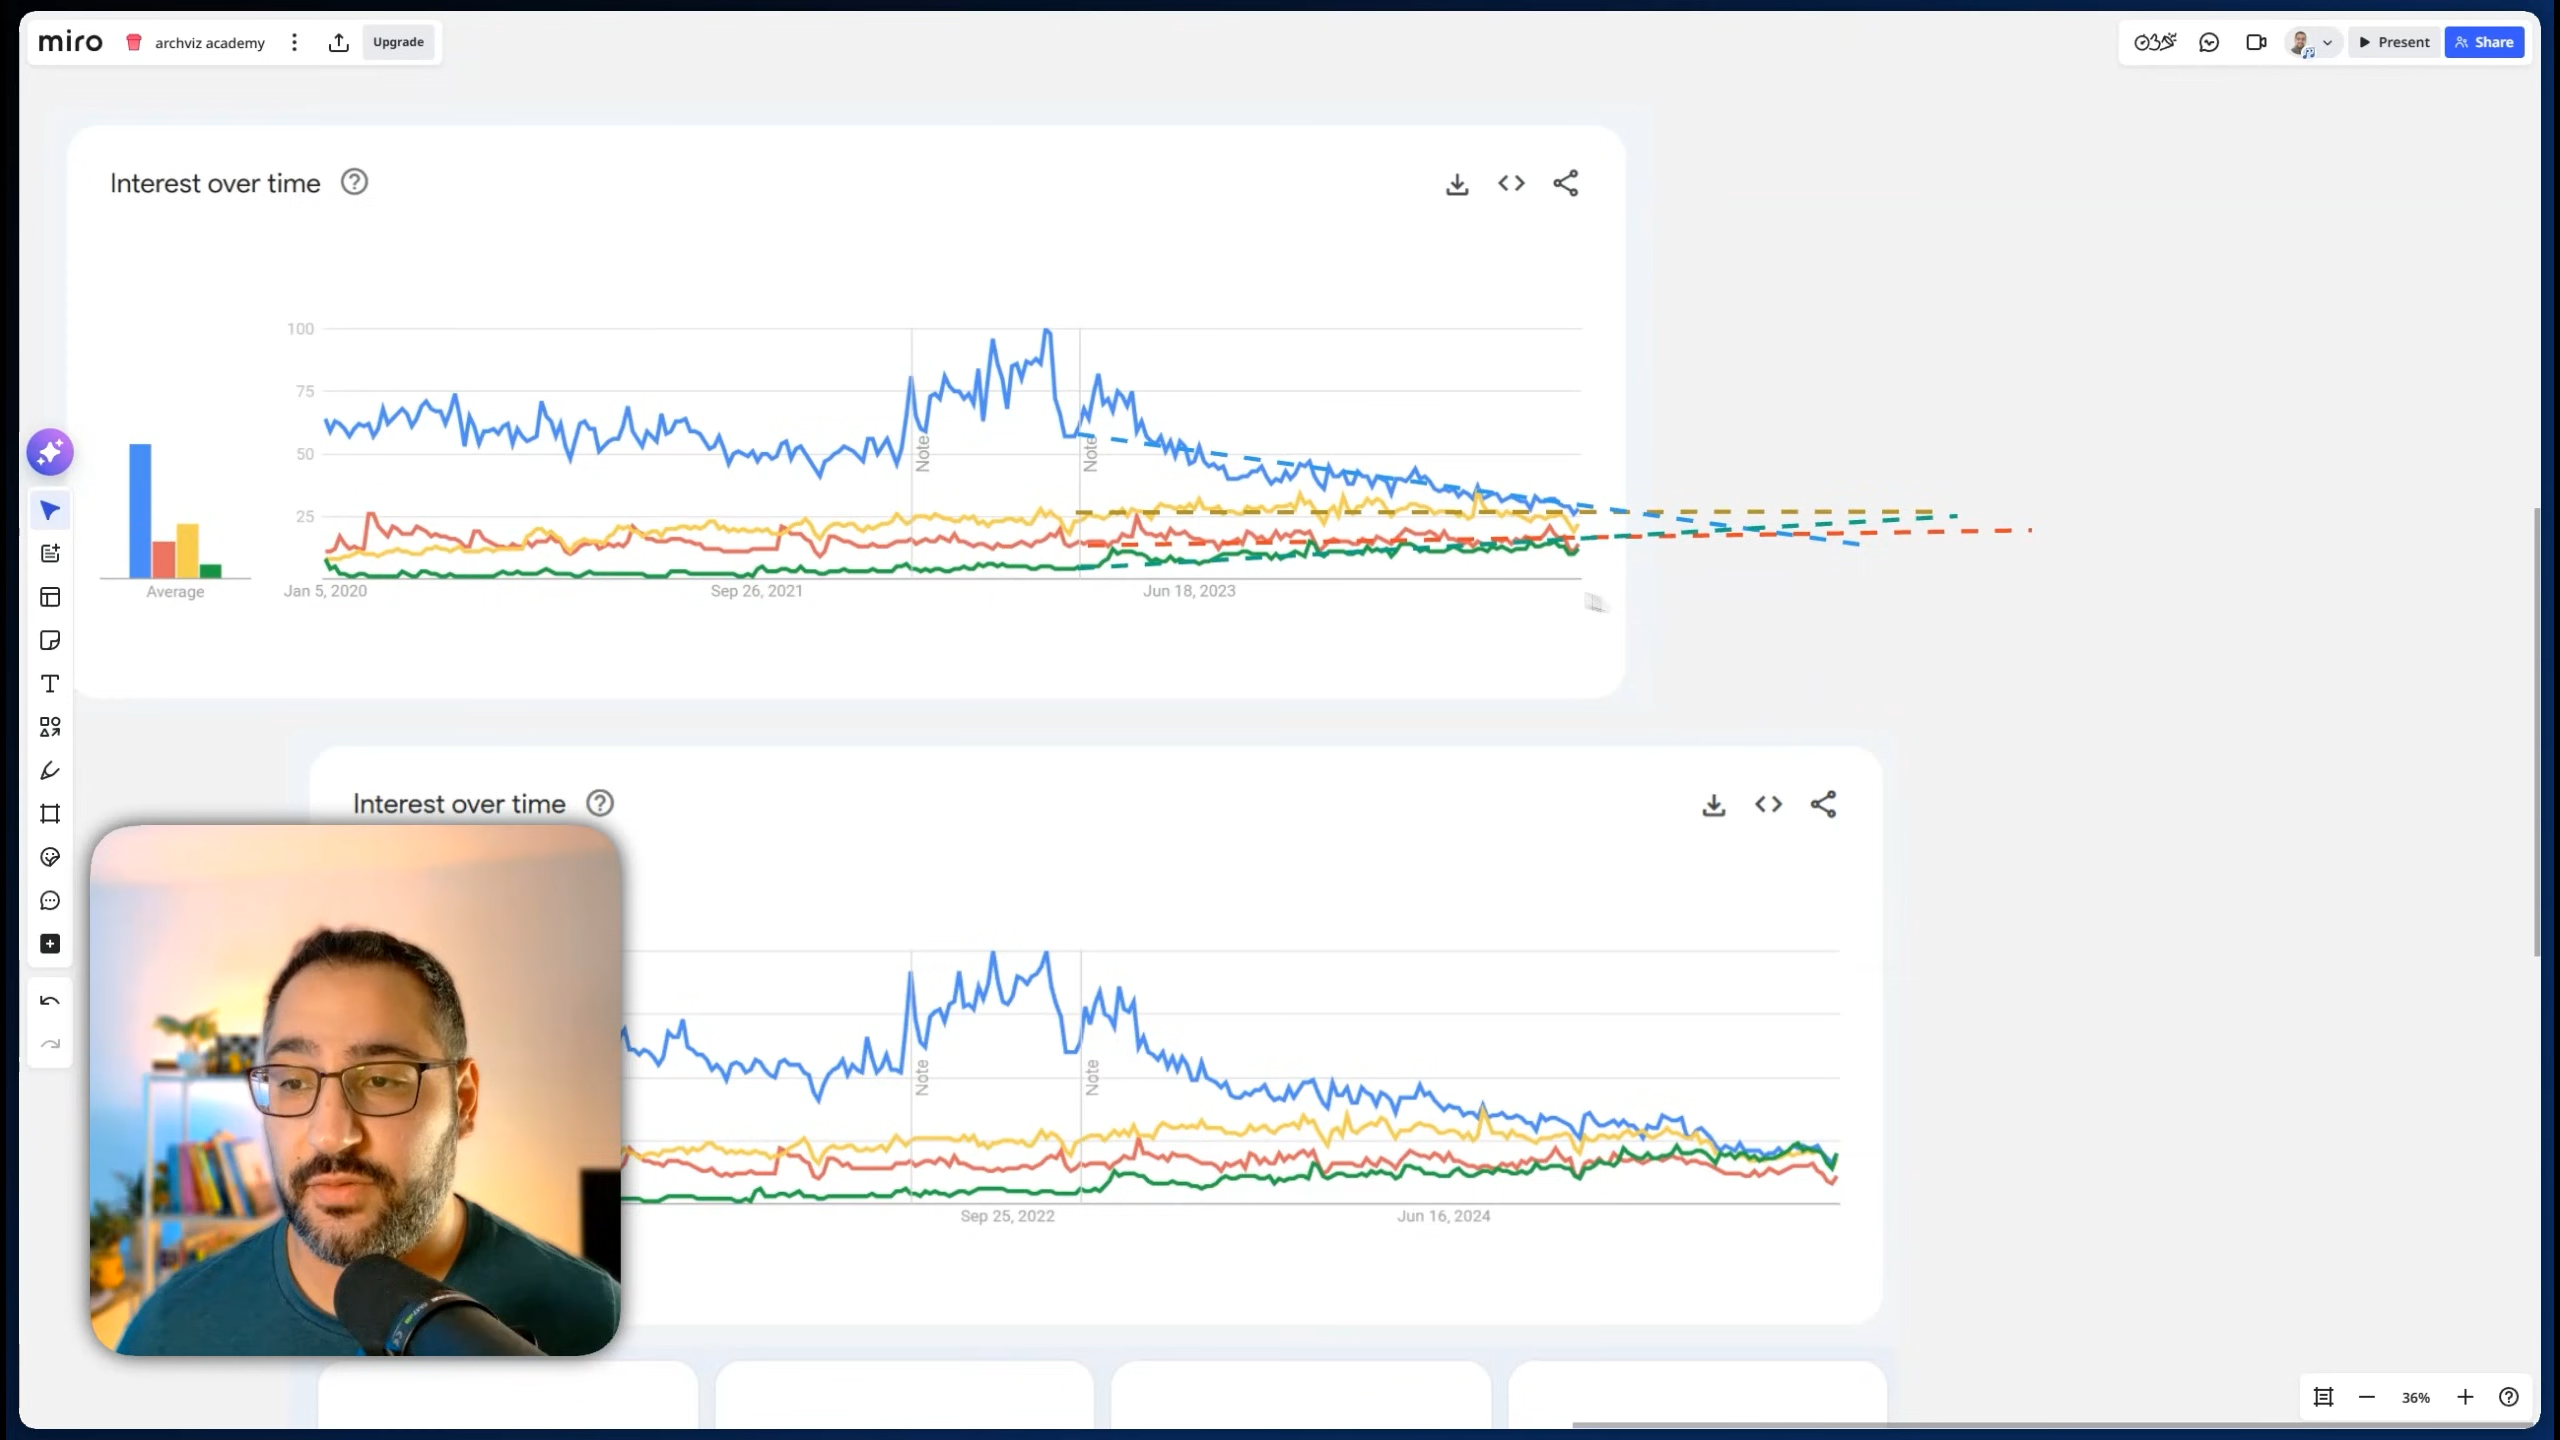 miro archviz academy Upgrade
Present Share
Interest over time
100
75
50
25
Note
Note
Average
Jan 5, 2020 Sep 26, 2021 Jun 18, 2023
Interest over time
Note
Note
Sep 25, 2022 Jun 16, 2024
36%